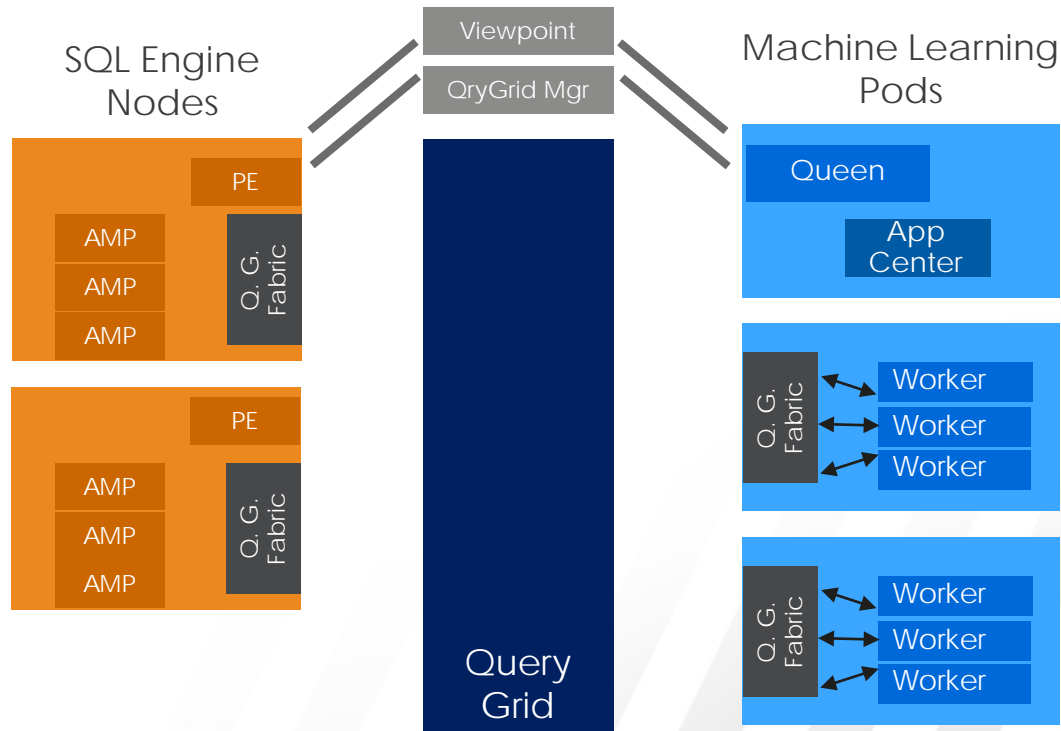 SQL Engine
Nodes
PE
AMP
AMP
AMP
Q. G.
Fabric
PE
AMP
AMP
AMP
Q. G.
Fabric
Viewpoint
QryGrid Mgr
Query
Grid
Machine Learning
Pods
Queen
App
Center
Q. G.
Fabric
Worker
Worker
Worker
Q. G.
Fabric
Worker
Worker
Worker